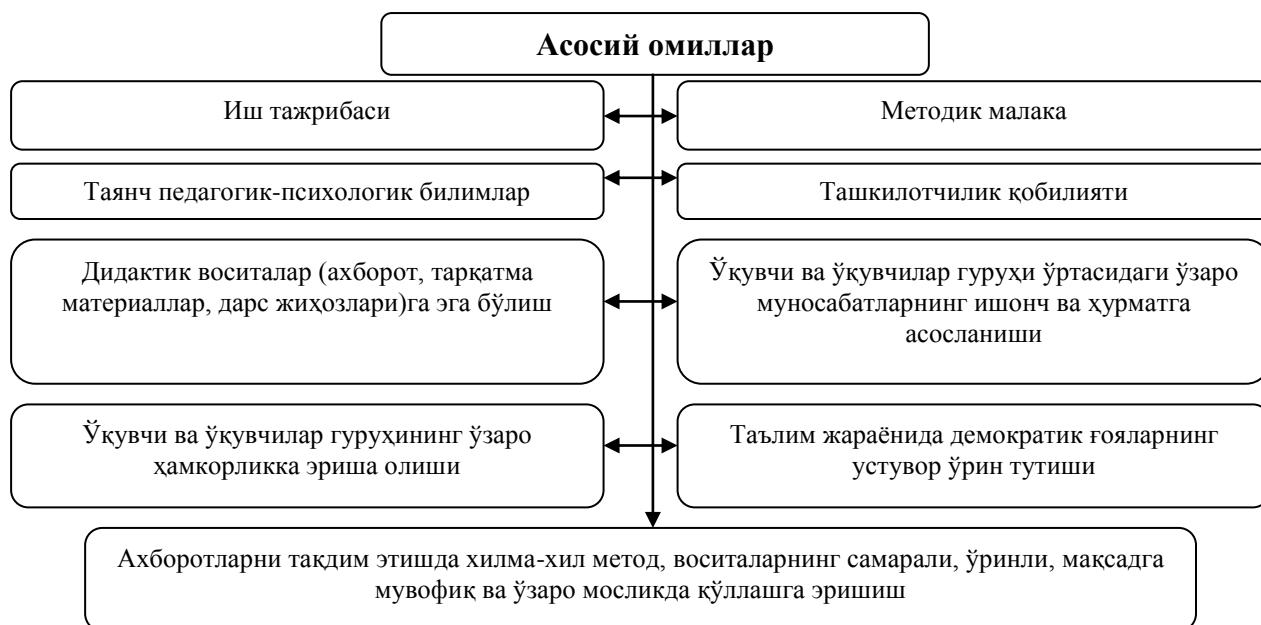 Асосий омиллар
Иш тажрибаси
Методик малака
Таянч педагогик-психологик билимлар
Ташкилотчилик қобилияти
Дидактик воситалар (ахборот, тарқатма
материаллар, дарс жиҳозлари)га эга бўлиш
Ўқувчи ва ўқувчилар гуруҳи ўртасидаги ўзаро
муносабатларнинг ишонч ва ҳурматга
асосланиши
Ўқувчи ва ўқувчилар гуруҳининг ўзаро
ҳамкорликка эриша олиши
Таълим жараёнида демократик ғояларнинг
устувор ўрин тутиши
Ахборотларни тақдим этишда хилма-хил метод, воситаларнинг самарали, ўринли, мақсадга
мувофиқ ва ўзаро мосликда қўллашга эришиш